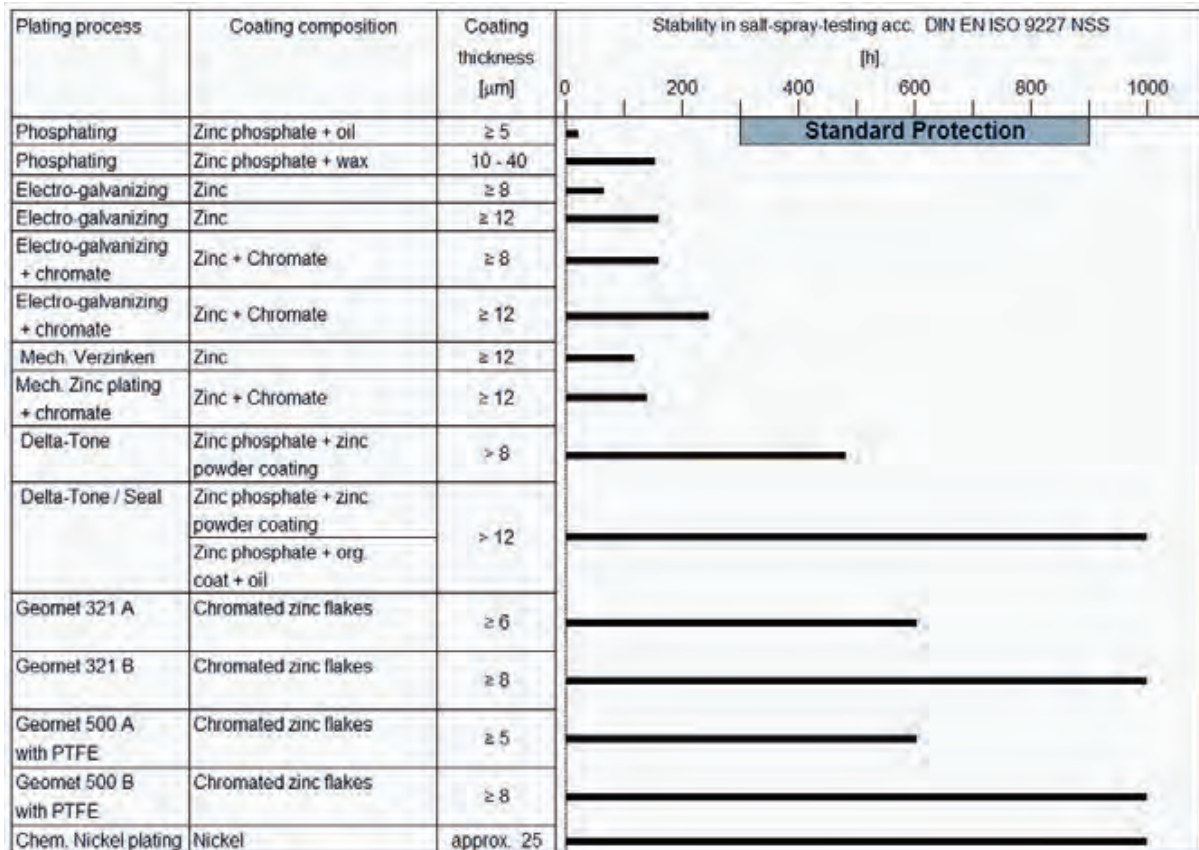 Plating process Coating composition Coating thickness [µm] Stability in salt-spray-testing acc. DIN EN ISO 9227 NSS [h]
0 200 400 600 800 1000
Standard Protection
Phosphating Zinc phosphate + oil ≥ 5
Phosphating Zinc phosphate + wax 10 - 40
Electro-galvanizing Zinc ≥ 8
Electro-galvanizing Zinc ≥ 12
Electro-galvanizing
+ chromate Zinc + Chromate ≥ 8
Electro-galvanizing
+ chromate Zinc + Chromate ≥ 12
Mech. Verzinken Zinc ≥ 12
Mech. Zinc plating
+ chromate Zinc + Chromate ≥ 12
Delta-Tone Zinc phosphate + zinc
powder coating > 8
Delta-Tone / Seal Zinc phosphate + zinc
powder coating
> 12
Zinc phosphate + org.
coat + oil
Geomet 321 A Chromated zinc flakes ≥ 6
Geomet 321 B Chromated zinc flakes ≥ 8
Geomet 500 A
with PTFE Chromated zinc flakes ≥ 5
Geomet 500 B
with PTFE Chromated zinc flakes ≥ 8
Chem. Nickel plating Nickel approx. 25